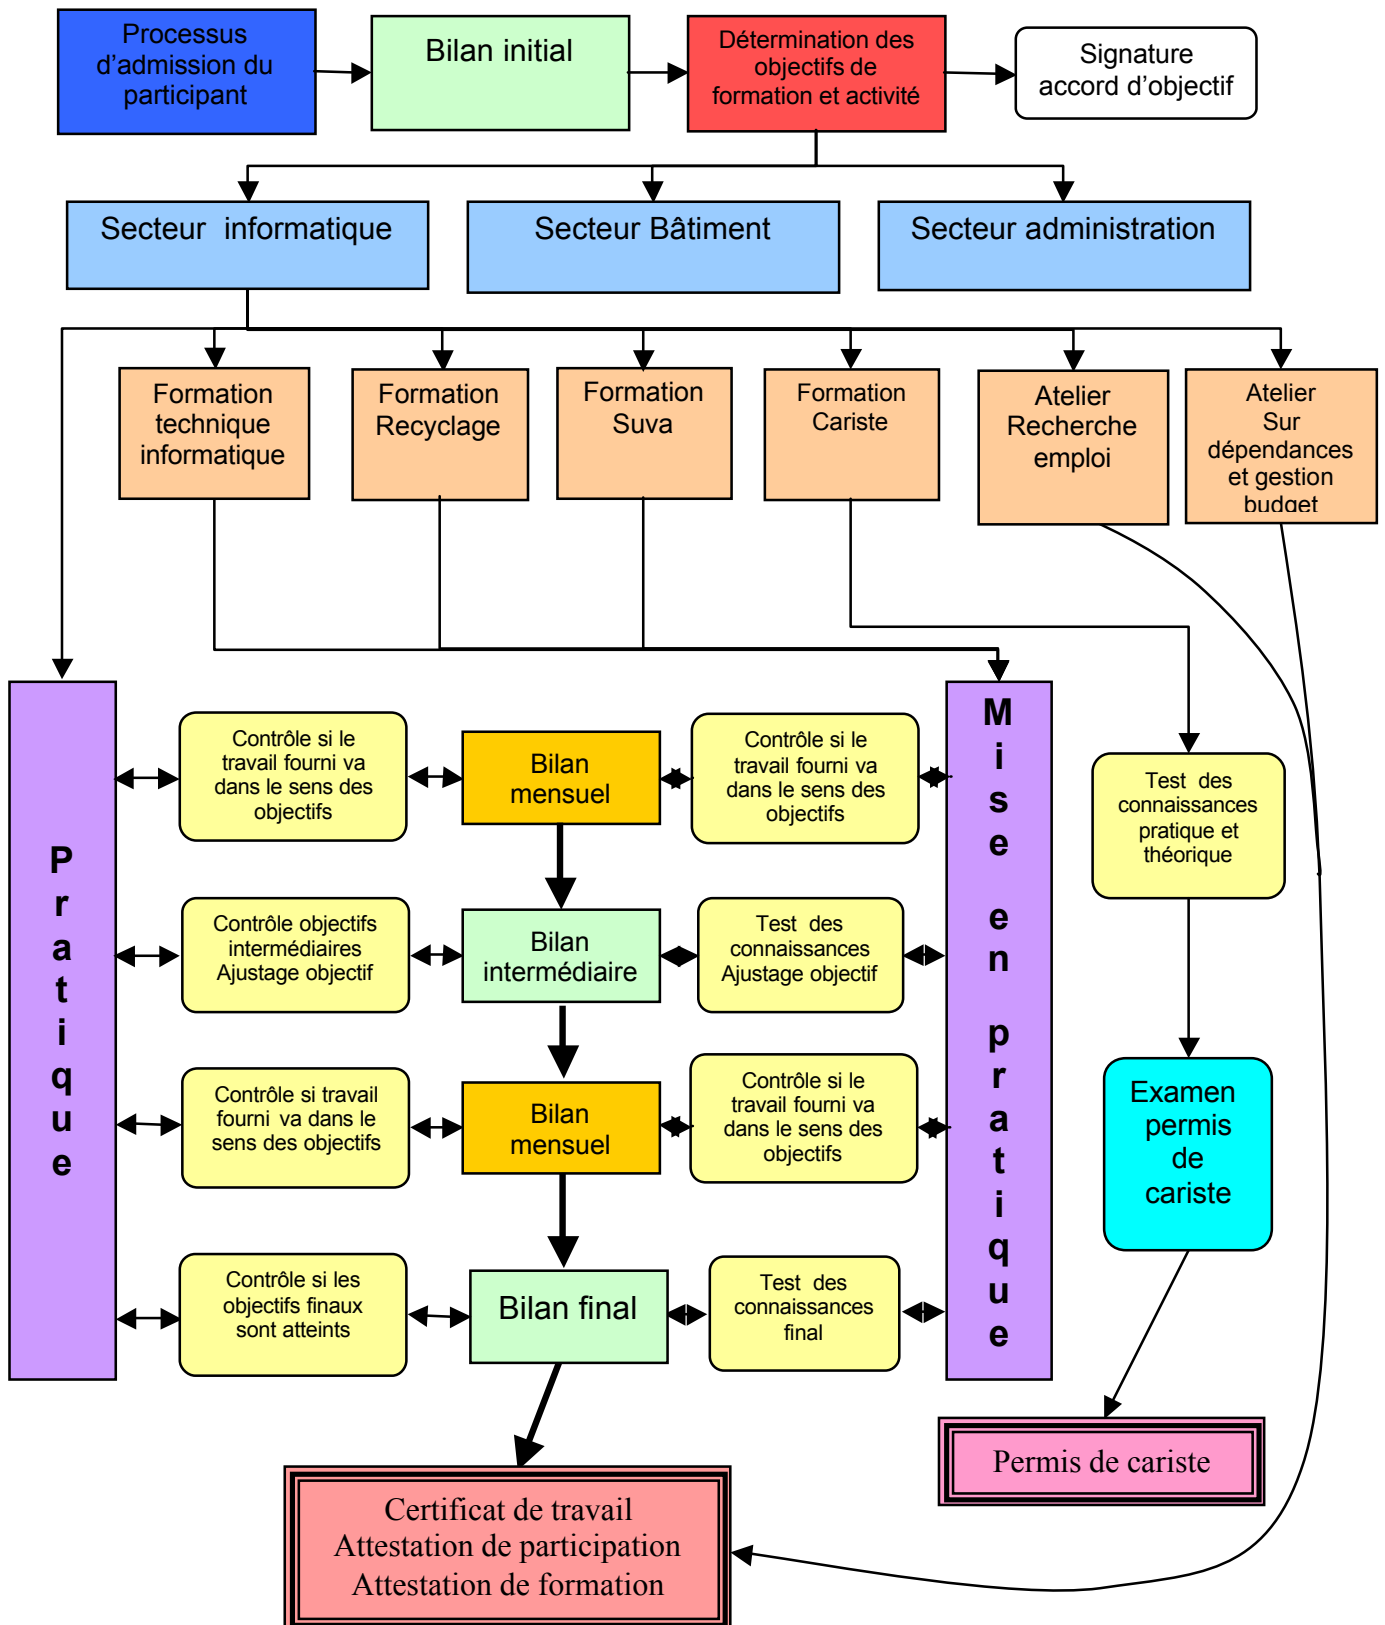 Processus
d'admission du
participant
Bilan initial
Détermination des
objectifs de
formation et activité
Signature
accord d'objectif
Secteur informatique
Secteur Bâtiment
Secteur administration
Formation
technique
informatique
Formation
Recyclage
Formation
Suva
Formation
Cariste
Atelier
Recherche
emploi
Atelier
Sur
dépendances
et gestion
budget
Pratique
Contrôle si le
travail fourni va
dans le sens des
objectifs
Bilan
mensuel
Contrôle si le
travail fourni va
dans le sens des
objectifs
Mise en pratique
Test des
connaissances
pratique et
théorique
Contrôle objectifs
intermédiaires
Ajustage objectif
Bilan
intermédiaire
Test des
connaissances
Ajustage objectif
Contrôle si travail
fourni va dans le
sens des objectifs
Bilan
mensuel
Contrôle si le
travail fourni va
dans le sens des
objectifs
Examen
permis
de
cariste
Contrôle si les
objectifs finaux
sont atteints
Bilan final
Test des
connaissances
final
Permis de cariste
Certificat de travail
Attestation de participation
Attestation de formation